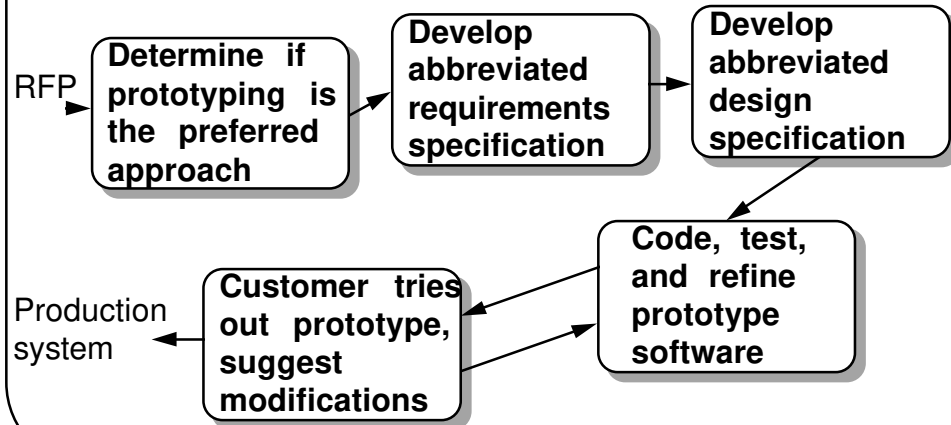 RFP
Determine if
prototyping is
the preferred
approach
Develop
abbreviated
requirements
specification
Develop
abbreviated
design
specification
Code, test,
and refine
prototype
software
Customer tries
out prototype,
suggest
modifications
Production
system